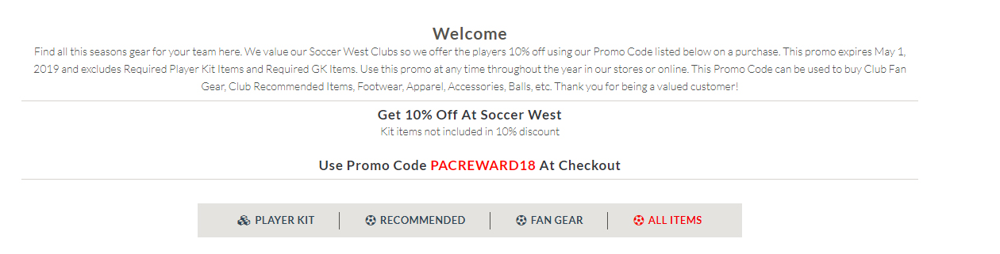 Welcome
Find all this seasons gear for your team here. We value our Soccer West Clubs so we offer the players 10% off using our Promo Code listed below on a purchase. This promo expires May 1,
2019 and excludes Required Player Kit Items and Required GK Items. Use this promo at any time throughout the year in our stores or online. This Promo Code can be used to buy Club Fan
Gear, Club Recommended Items, Footwear, Apparel, Accessories, Balls, etc. Thank you for being a valued customer!
Get 10% Off At Soccer West
Kit items not included in 10% discount
Use Promo Code PACREWARD18 At Checkout
PLAYER KIT RECOMMENDED FAN GEAR ALL ITEMS